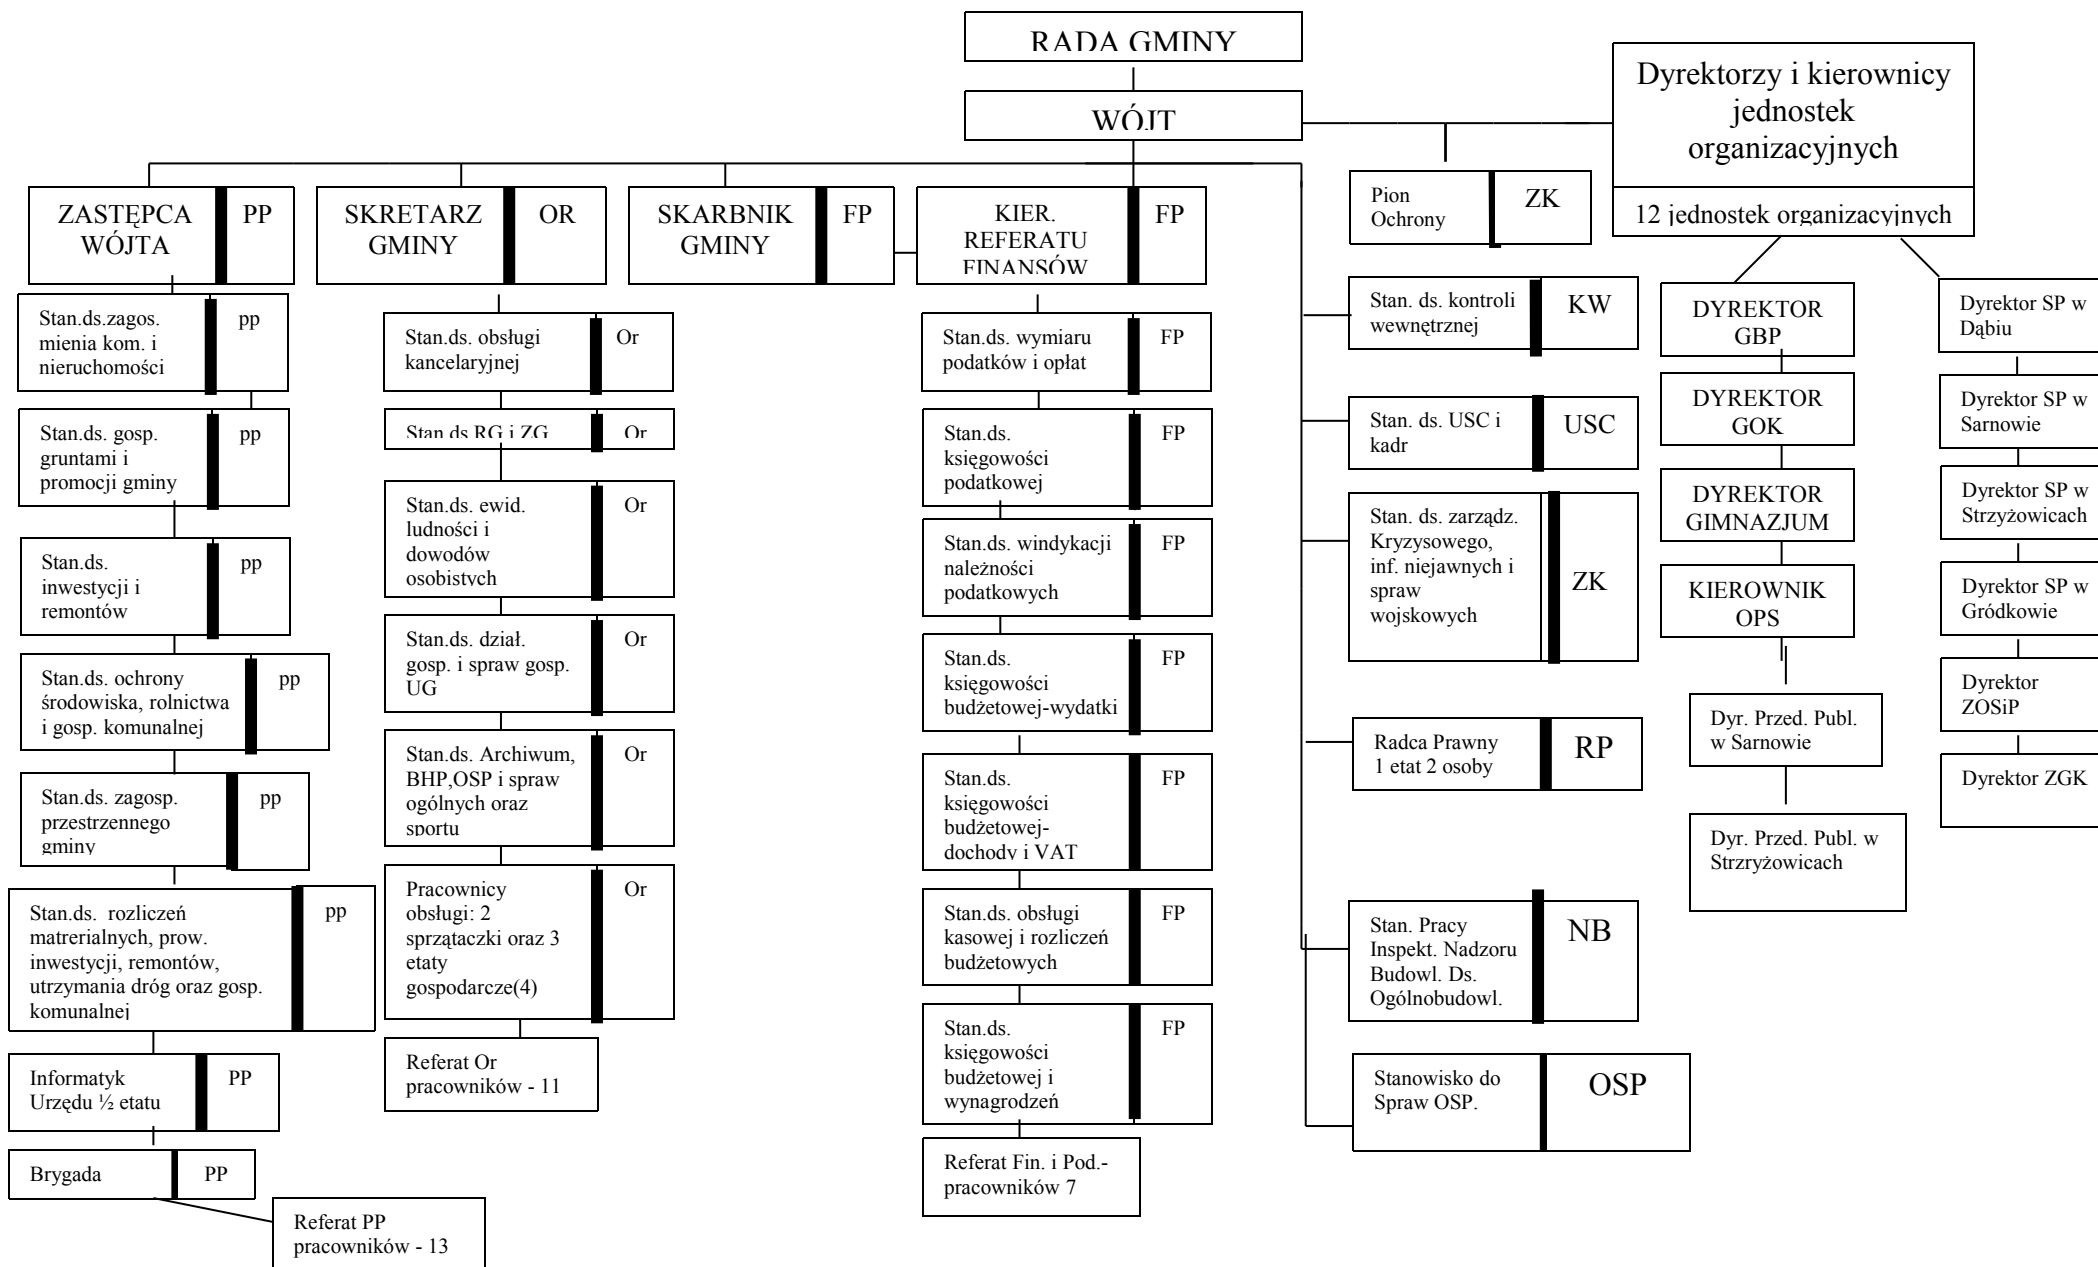 RADA GMINY
WÓJT
Dyrektorzy i kierownicy
jednostek
organizacyjnych
12 jednostek organizacyjnych
ZASTĘPCA
WÓJTA
PP
SKRETARZ
GMINY
OR
SKARBNIK
GMINY
FP
KIER.
REFERATU
FINANSÓW
FP
Pion
Ochrony
ZK
Stan.ds.zagos.
mienia kom. i
nieruchomości
pp
Stan.ds. gosp.
gruntami i
promocji gminy
pp
Stan.ds.
inwestycji i
remontów
pp
Stan.ds. ochrony
środowiska, rolnictwa
i gosp. komunalnej
pp
Stan.ds. zagosp.
przestrzennego
gminy
pp
Stan.ds. rozliczeń
matrerialnych, prow.
inwestycji, remontów,
utrzymania dróg oraz gosp.
komunalnej
pp
Informatyk
Urzędu ½ etatu
PP
Brygada
PP
Referat PP
pracowników - 13
Stan.ds. obsługi
kancelaryjnej
Or
Stan.ds RG i ZG
Or
Stan.ds. ewid.
ludności i
dowodów
osobistych
Or
Stan.ds. dział.
gosp. i spraw gosp.
UG
Or
Stan.ds. Archiwum,
BHP,OSP i spraw
ogólnych oraz
sportu
Or
Pracownicy
obsługi: 2
sprzątaczki oraz 3
etaty
gospodarcze(4)
Or
Referat Or
pracowników - 11
Stan.ds. wymiaru
podatków i opłat
FP
Stan.ds.
księgowości
podatkowej
FP
Stan.ds. windykacji
należności
podatkowych
FP
Stan.ds.
księgowości
budżetowej-wydatki
FP
Stan.ds.
księgowości
budżetowej-
dochody i VAT
FP
Stan.ds. obsługi
kasowej i rozliczeń
budżetowych
FP
Stan.ds.
księgowości
budżetowej i
wynagrodzeń
FP
Referat Fin. i Pod.-
pracowników 7
Stan. ds. kontroli
wewnętrznej
KW
Stan. ds. USC i
kadr
USC
Stan. ds. zarządz.
Kryzysowego,
inf. niejawnych i
spraw
wojskowych
ZK
Radca Prawny
1 etat 2 osoby
RP
Stan. Pracy
Inspekt. Nadzoru
Budowl. Ds.
Ogólnobudowl.
NB
Stanowisko do
Spraw OSP.
OSP
DYREKTOR
GBP
DYREKTOR
GOK
DYREKTOR
GIMNAZJUM
KIEROWNIK
OPS
Dyr. Przed. Publ.
w Sarnowie
Dyr. Przed. Publ. w
Strzryżowicach
Dyrektor SP w
Dąbiu
Dyrektor SP w
Sarnowie
Dyrektor SP w
Strzyżowicach
Dyrektor SP w
Gródkowie
Dyrektor
ZOSiP
Dyrektor ZGK